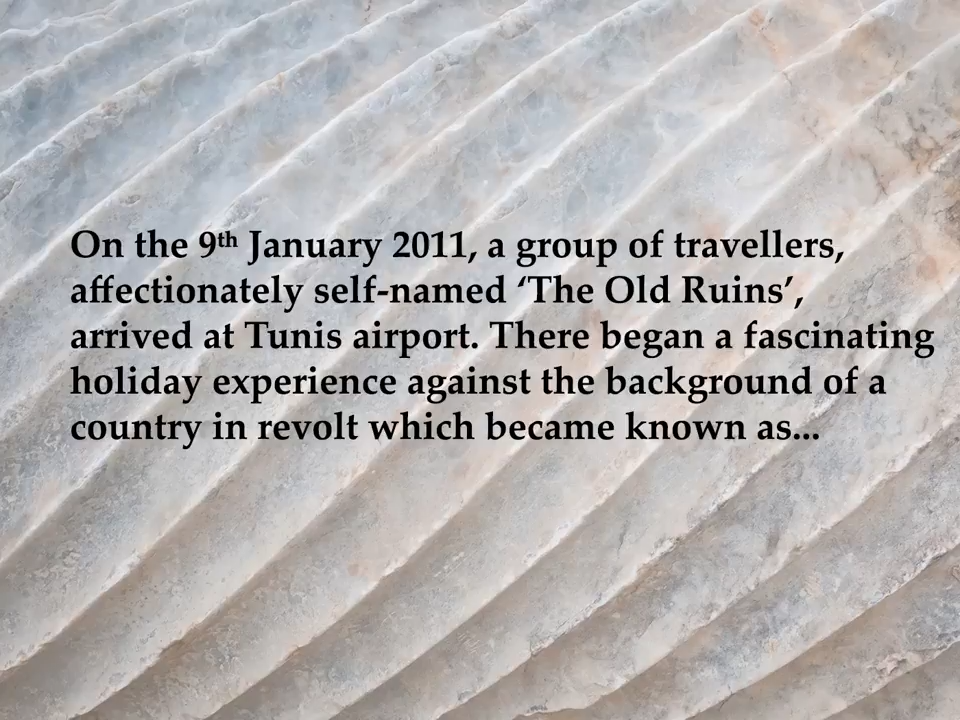 On the 9th January 2011, a group of travellers,
affectionately self-named ‘The Old Ruins’,
arrived at Tunis airport. There began a fascinating
holiday experience against the background of a
country in revolt which became known as...